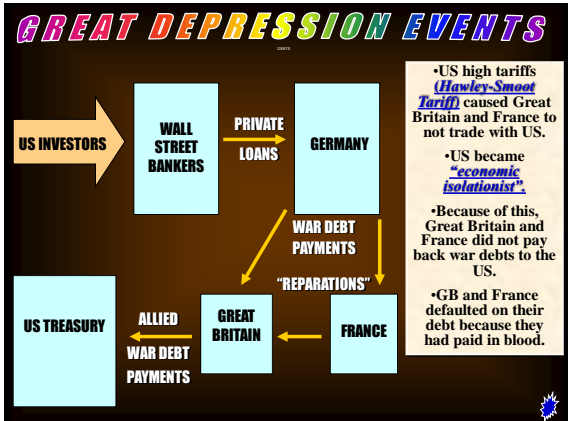 GREAT DEPRESSION EVENTS
US INVESTORS
WALL
STREET
BANKERS
PRIVATE
LOANS
GERMANY
WAR DEBT
PAYMENTS
“REPARATIONS”
US TREASURY
ALLIED
WAR DEBT
PAYMENTS
GREAT
BRITAIN
FRANCE
•US high tariffs
(Hawley-Smoot
Tariff) caused Great
Britain and France to
not trade with US.
•US became
“economic
isolationist”.
•Because of this,
Great Britain and
France did not pay
back war debts to the
US.
•GB and France
defaulted on their
debt because they
had paid in blood.